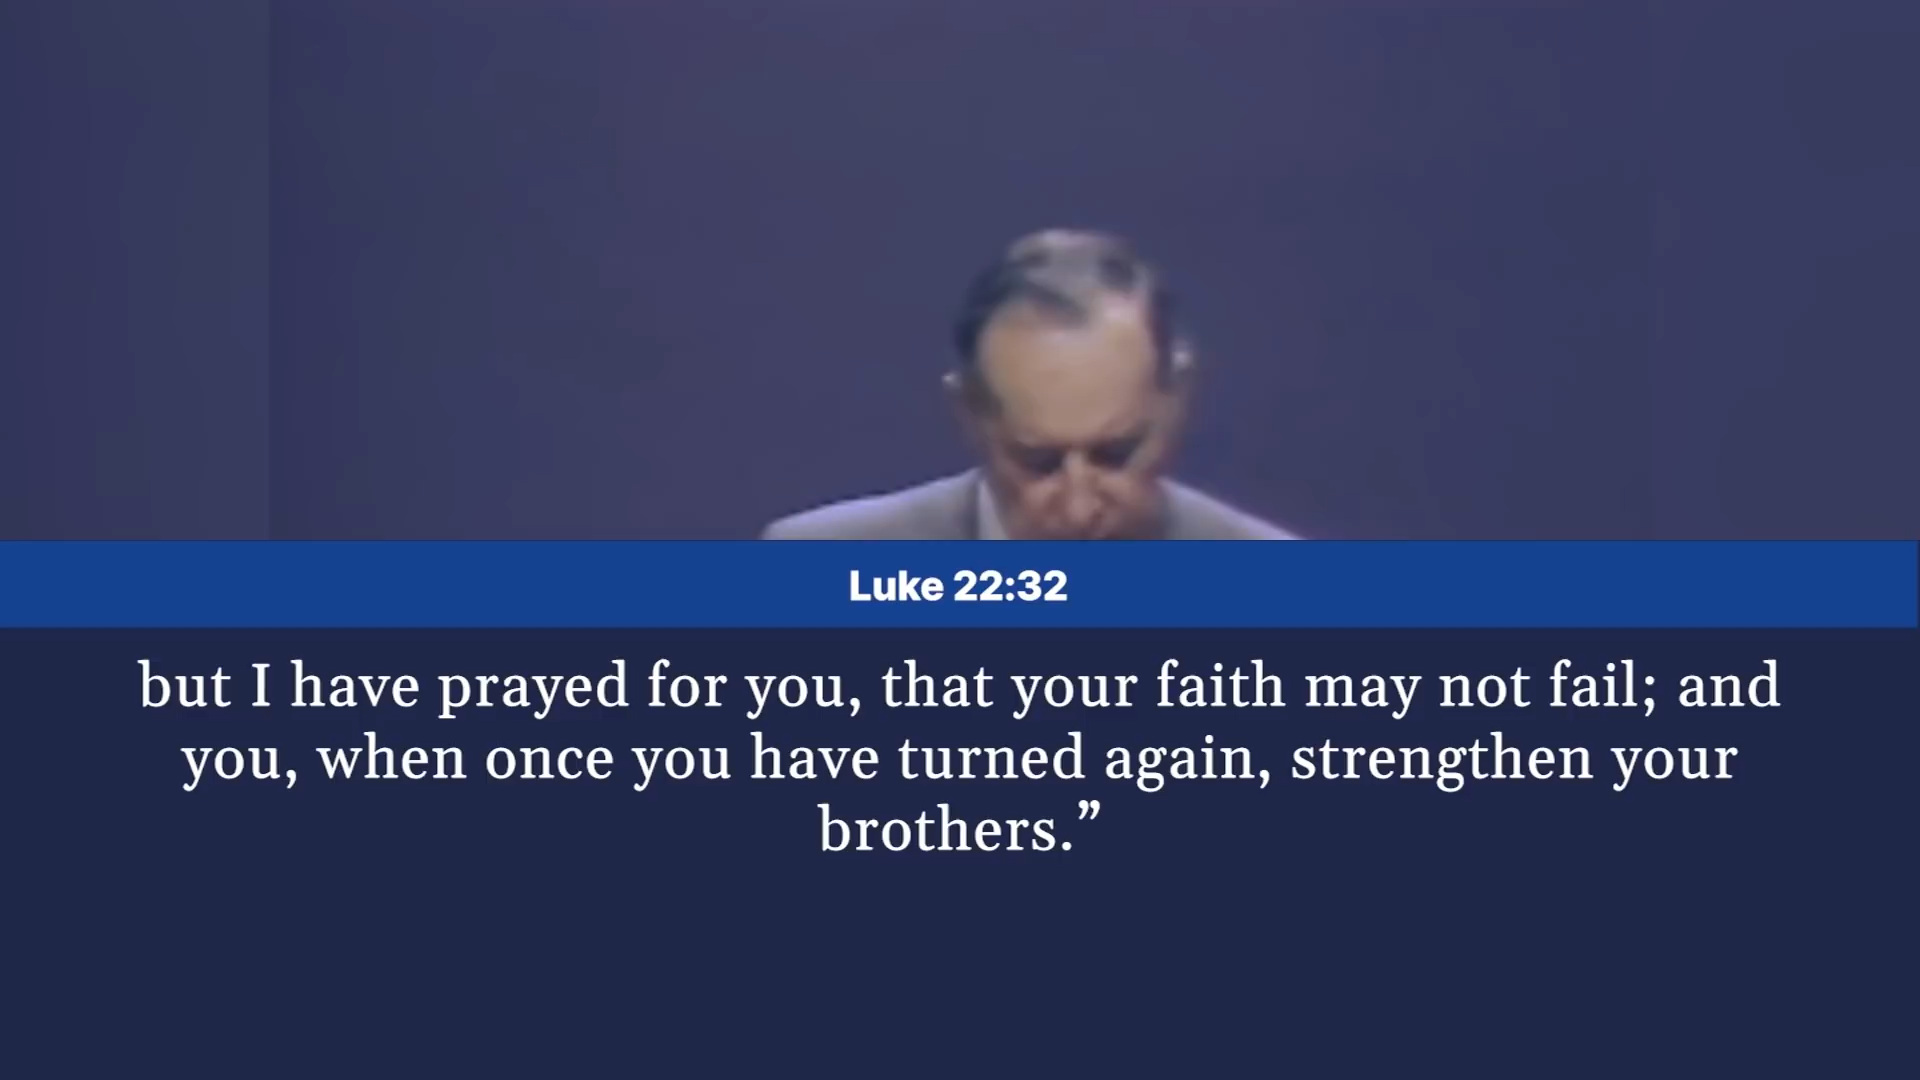 Luke 22:32
but I have prayed for you, that your faith may not fail; and
you, when once you have turned again, strengthen your
brothers.”